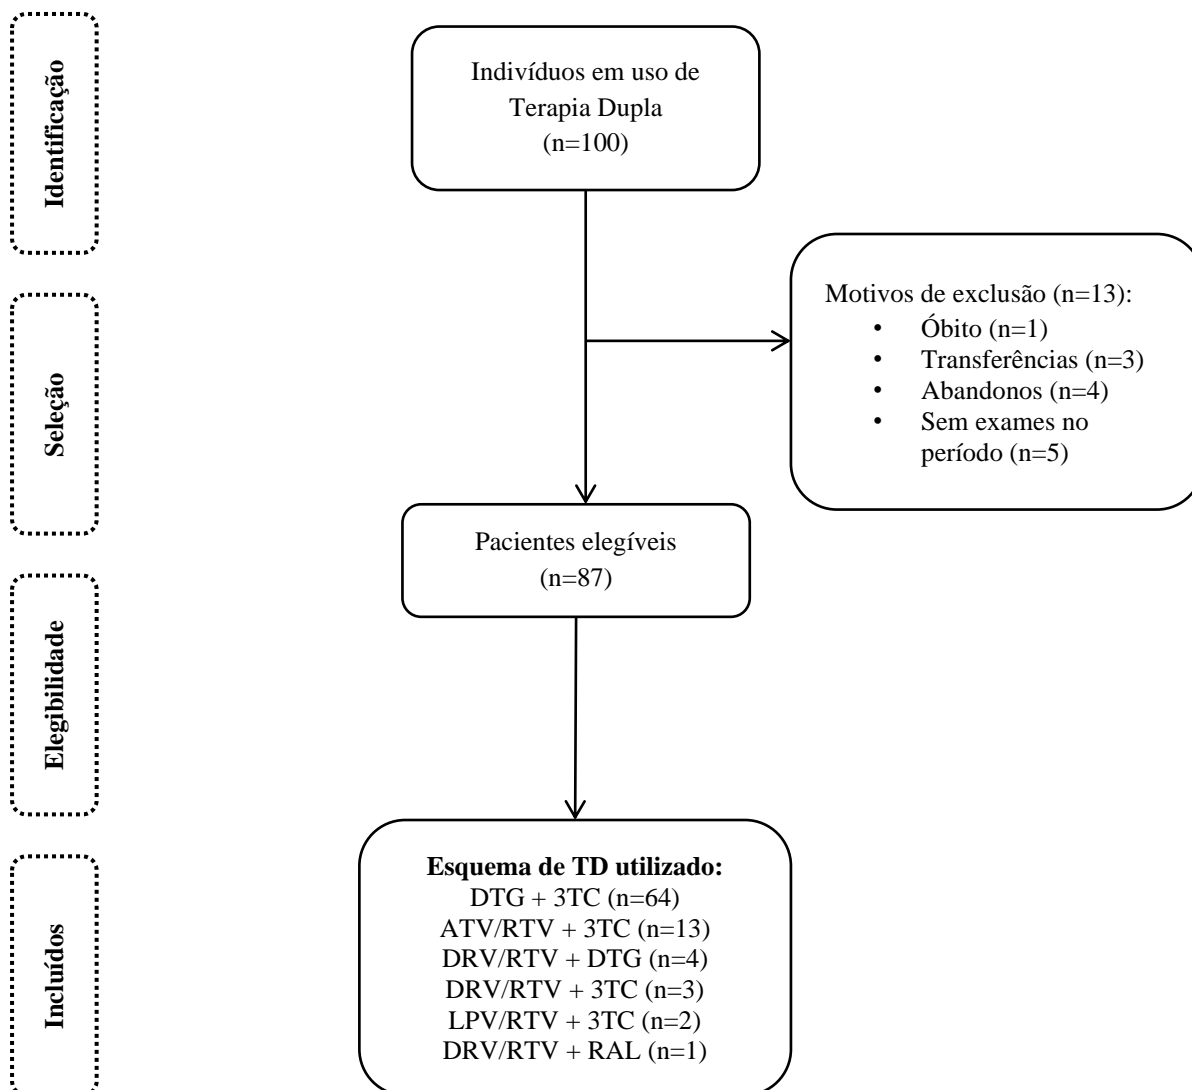 Identificação
Indivíduos em uso de
Terapia Dupla
(n=100)
Seleção
Motivos de exclusão (n=13):
• Óbito (n=1)
• Transferências (n=3)
• Abandonos (n=4)
• Sem exames no
período (n=5)
Pacientes elegíveis
(n=87)
Elegibilidade
Incluídos
Esquema de TD utilizado:
DTG + 3TC (n=64)
ATV/RTV + 3TC (n=13)
DRV/RTV + DTG (n=4)
DRV/RTV + 3TC (n=3)
LPV/RTV + 3TC (n=2)
DRV/RTV + RAL (n=1)